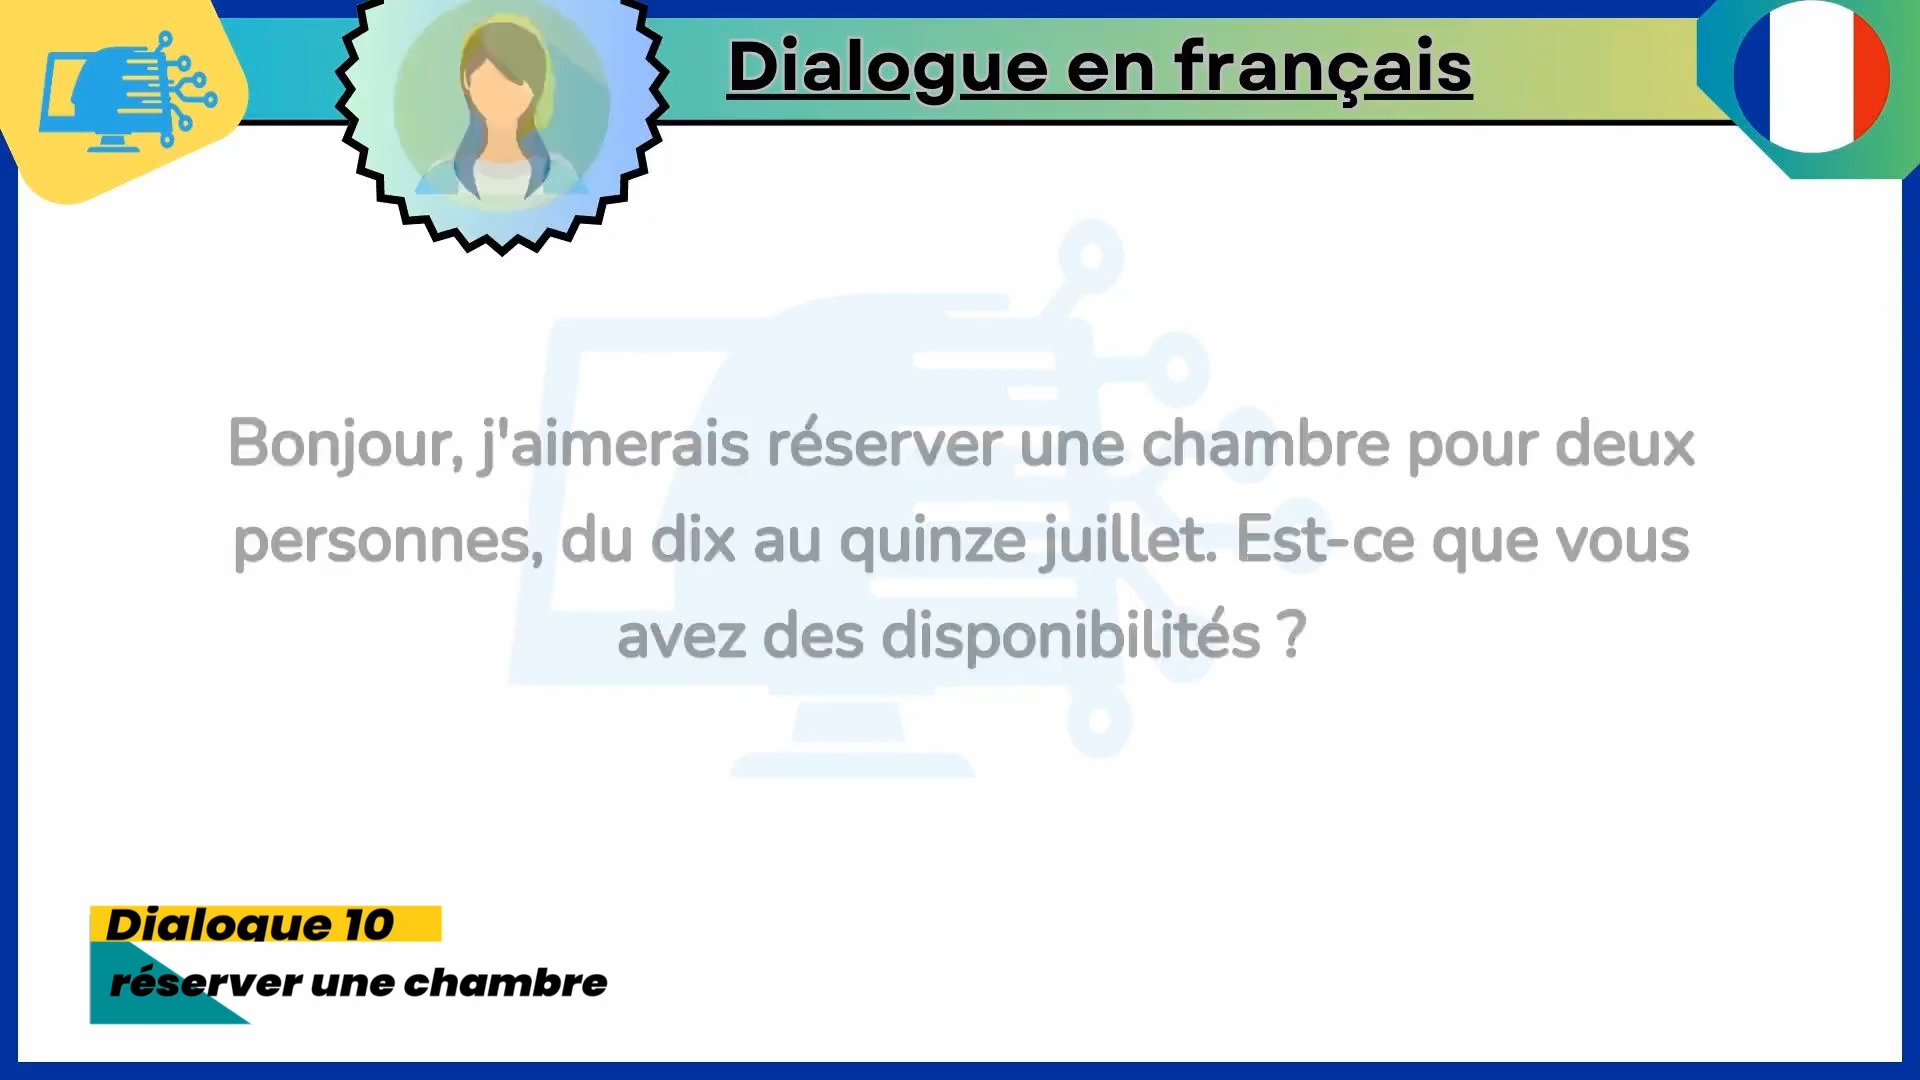 Dialogue en français
Bonjour, j'aimerais réserver une chambre pour deux
personnes, du dix au quinze juillet. Est-ce que vous
avez des disponibilités ?
Dialogue 10
réserver une chambre